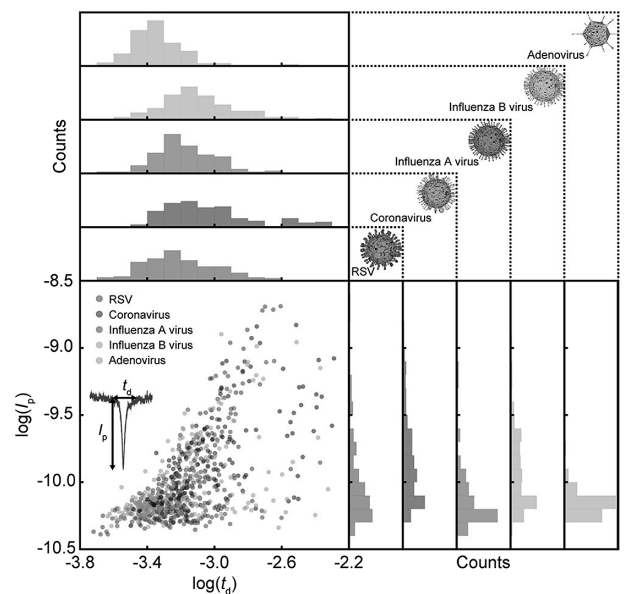 Adenovirus
Influenza B virus
Counts
Influenza A virus
Coronavirus
RSV
-8.5
RSV
Coronavirus
Influenza A virus
Influenza B virus
Adenovirus
-9.0
-9.5
-10.0
-10.5
log(Ip)
td
Ip
-3.8 -3.4 -3.0 -2.6 -2.2
log(td)
Counts